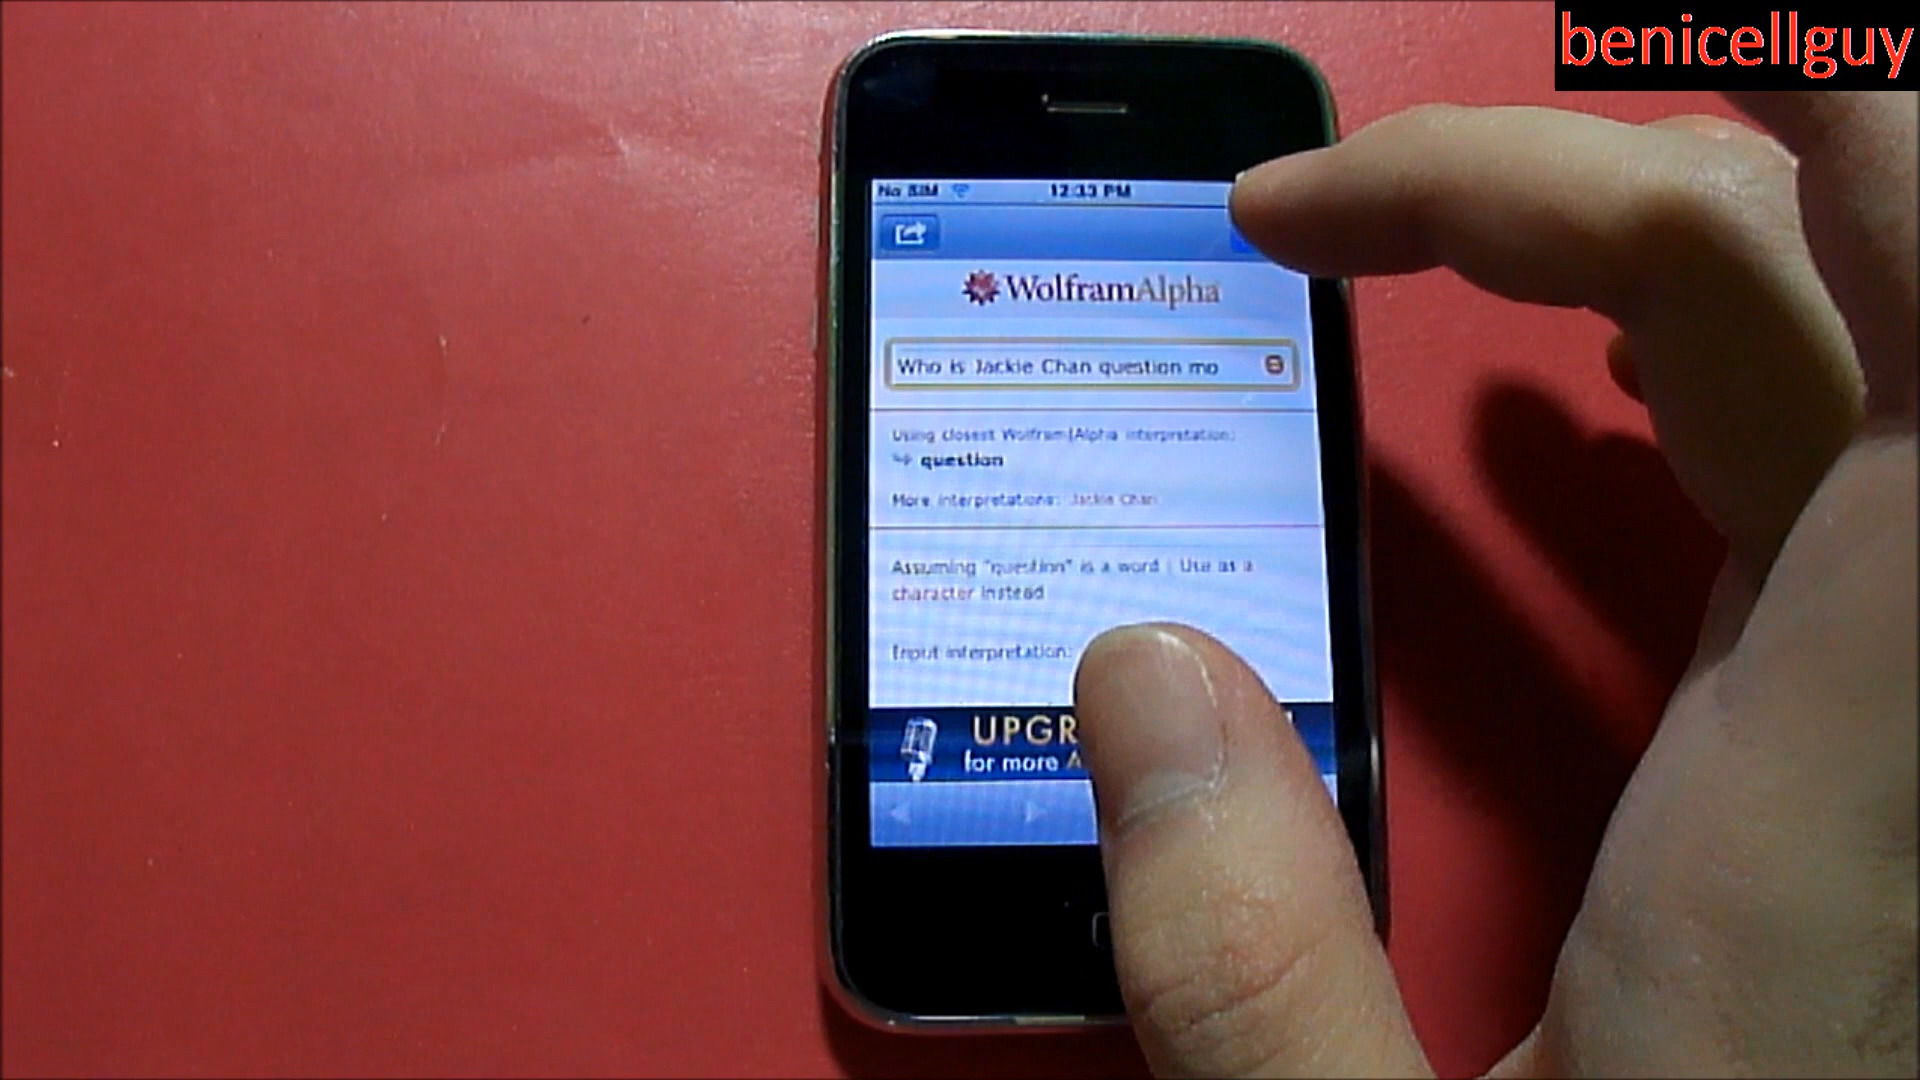 benicellguy
No SIM 12:33 PM
WolframAlpha
Who is Jackie Chan question mo
Using closest Wolfram|Alpha interpretation:
question
More interpretations: Jackie Chan
Assuming "question" is a word | Use as a
character instead
Input interpretation:
UPGR
for more A